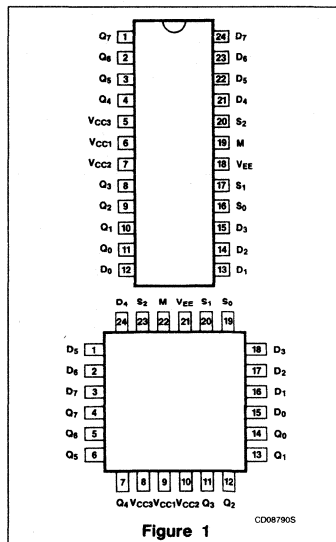 Q7 1 24 D7
Q6 2 23 D6
Q5 3 22 D5
Q4 4 21 D4
VCC3 5 20 S2
VCC1 6 19 M
VCC2 7 18 VEE
Q3 8 17 S1
Q2 9 16 S0
Q1 10 15 D3
Q0 11 14 D2
D0 12 13 D1
D4 S2 M VEE S1 S0
24 23 22 21 20 19
D5 1 18 D3
D6 2 17 D2
D7 3 16 D1
Q7 4 15 D0
Q6 5 14 Q0
Q5 6 13 Q1
7 8 9 10 11 12
Q4 VCC3 VCC1 VCC2 Q3 Q2
CD08790S
Figure 1